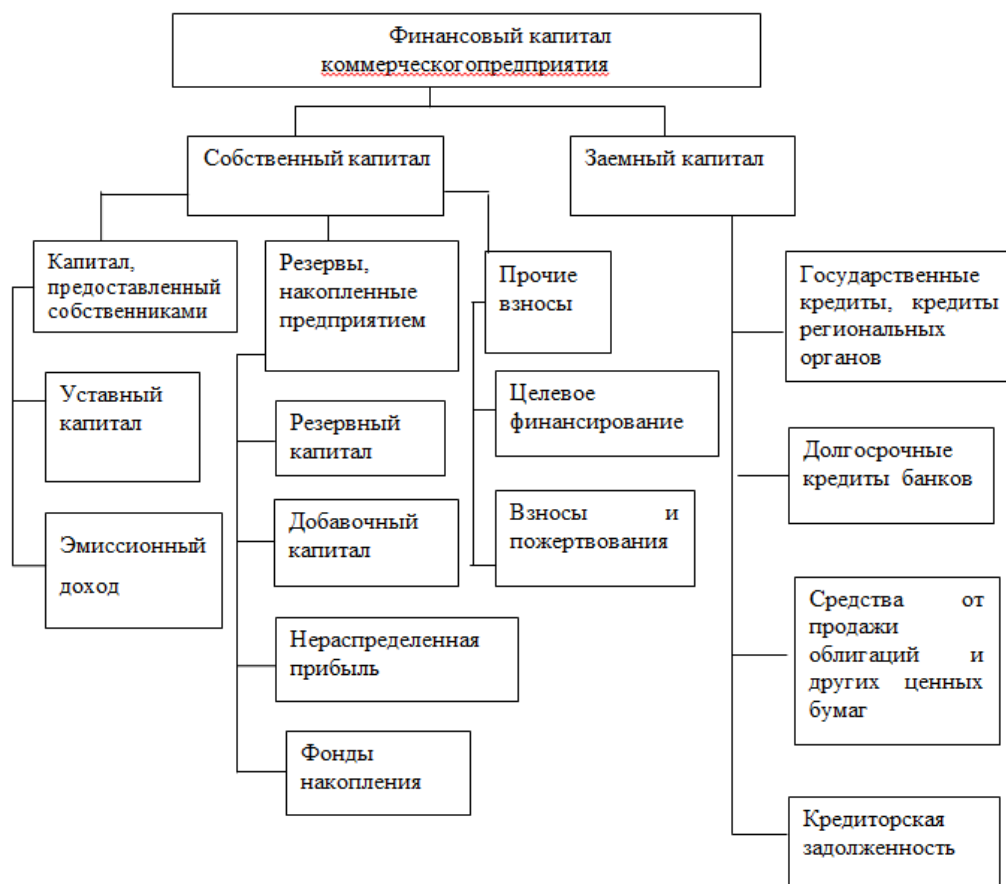 Финансовый капитал
коммерческогопредприятия
Собственный капитал
Заемный капитал
Капитал,
предоставленный
собственниками
Уставный
капитал
Эмиссионный
доход
Резервы,
накопленные
предприятием
Резервный
капитал
Добавочный
капитал
Нераспределенная
прибыль
Фонды
накопления
Прочие
взносы
Целевое
финансирование
Взносы и
пожертвования
Государственные
кредиты, кредиты
региональных
органов
Долгосрочные
кредиты банков
Средства от
продажи
облигаций и
других ценных
бумаг
Кредиторская
задолженность